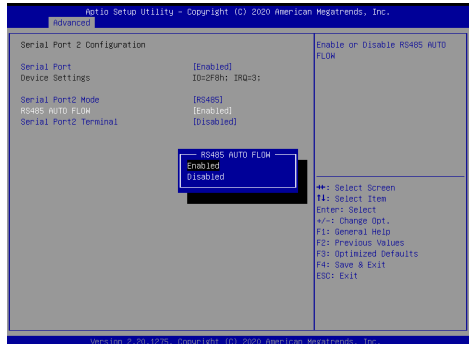 Aptio Setup Utility – Copyright (C) 2020 American Megatrends, Inc.
Advanced
Serial Port 2 Configuration
Serial Port [Enabled]
Device Settings IO=2F8h; IRQ=3;
Serial Port2 Mode [RS485]
RS485 AUTO FLOW [Enabled]
Serial Port2 Terminal [Disabled]
RS485 AUTO FLOW
Enabled
Disabled
Enable or Disable RS485 AUTO
FLOW
→←: Select Screen
↑↓: Select Item
Enter: Select
+/-: Change Opt.
F1: General Help
F2: Previous Values
F3: Optimized Defaults
F4: Save & Exit
ESC: Exit
Version 2.20.1275. Copyright (C) 2020 American Megatrends, Inc.